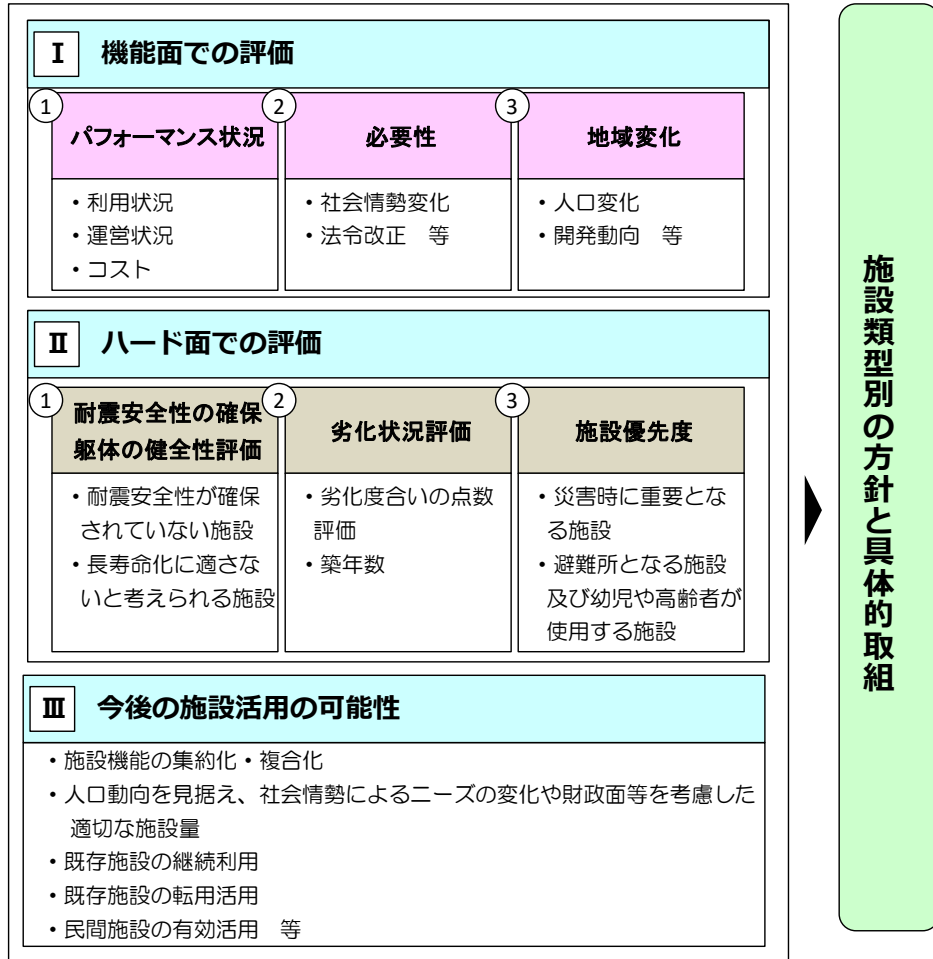 Ⅰ 機能面での評価
①
パフォーマンス状況
・利用状況
・運営状況
・コスト
②
必要性
・社会情勢変化
・法令改正 等
③
地域変化
・人口変化
・開発動向 等
Ⅱ ハード面での評価
①
耐震安全性の確保
躯体の健全性評価
・耐震安全性が確保
されていない施設
・長寿命化に適さな
いと考えられる施設
②
劣化状況評価
・劣化度合いの点数
評価
・築年数
③
施設優先度
・災害時に重要とな
る施設
・避難所となる施設
及び幼児や高齢者が
使用する施設
Ⅲ 今後の施設活用の可能性
・施設機能の集約化・複合化
・人口動向を見据え、社会情勢によるニーズの変化や財政面等を考慮した
適切な施設量
・既存施設の継続利用
・既存施設の転用活用
・民間施設の有効活用 等
施設類型別の方針と具体的取組